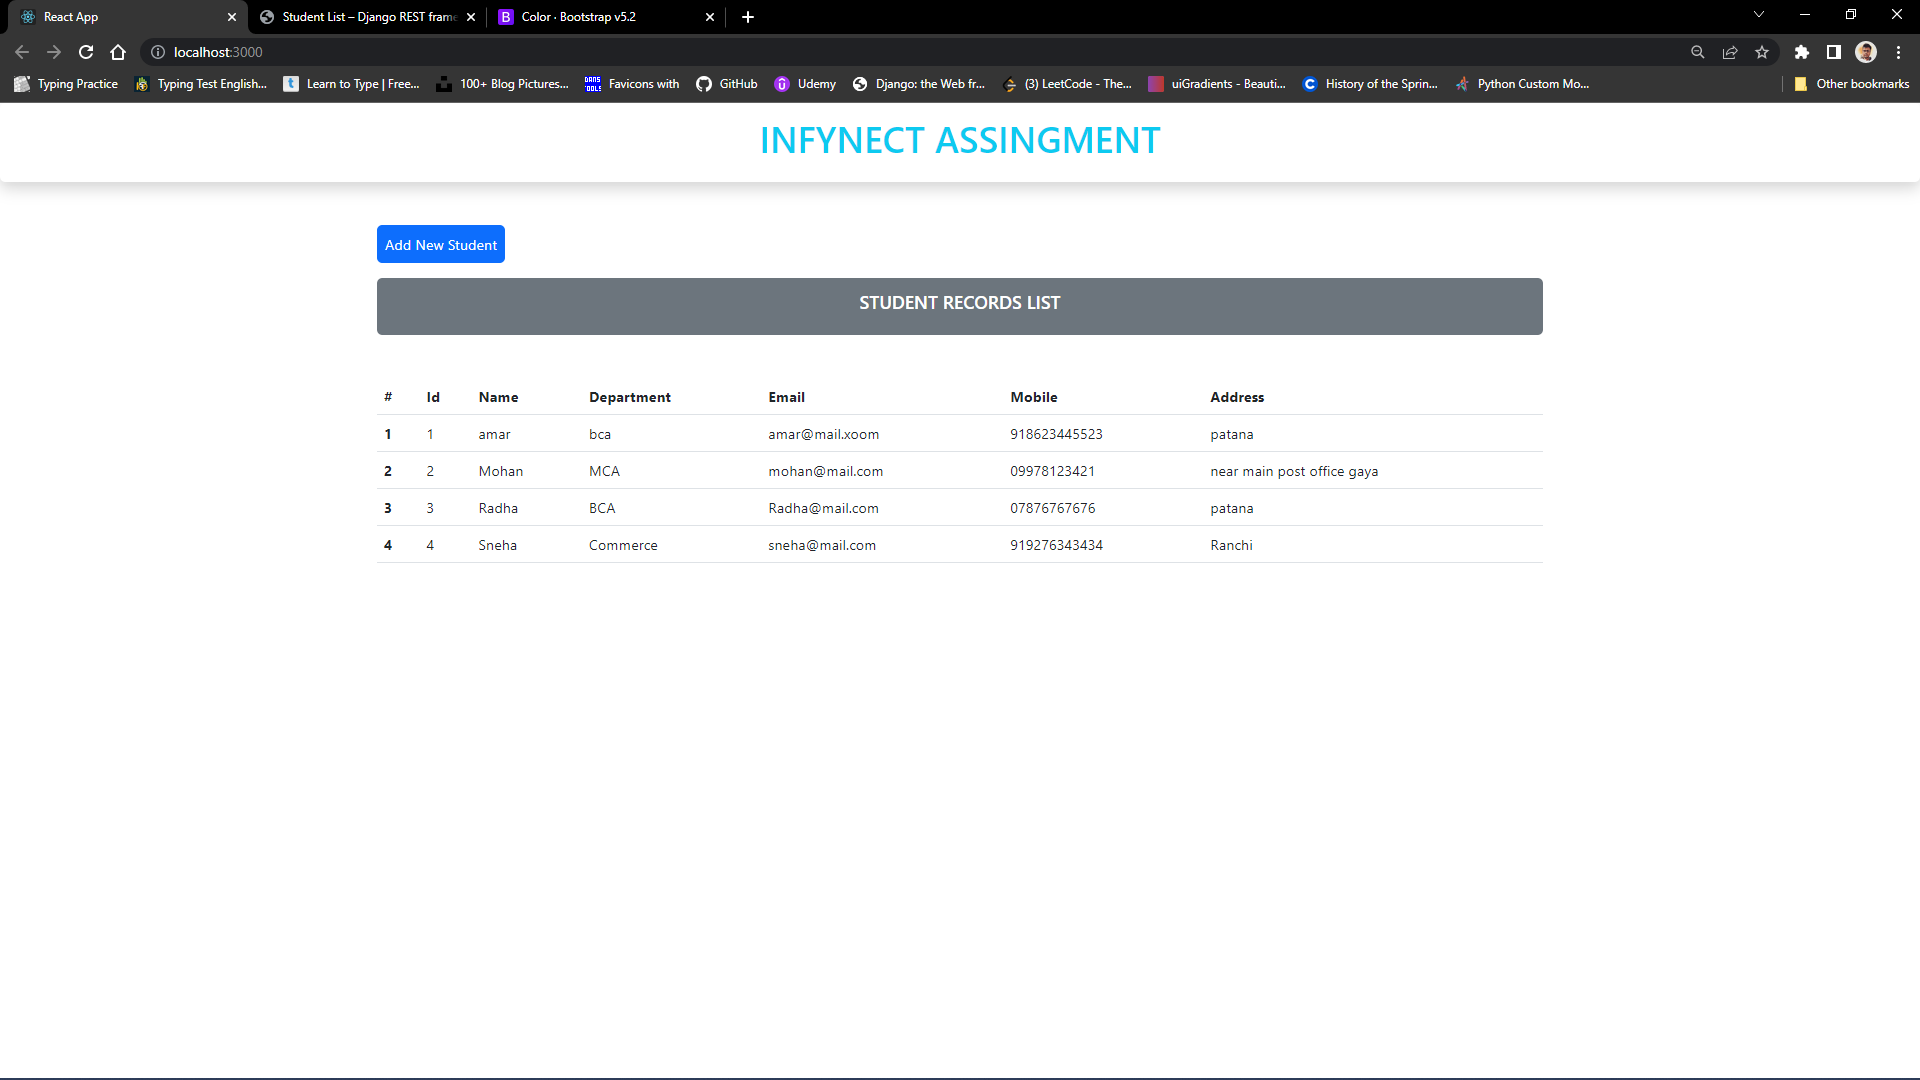 React App
Student List – Django REST frame
Color · Bootstrap v5.2
localhost:3000
Typing Practice
Typing Test English...
Learn to Type | Free...
100+ Blog Pictures...
DANS TOOLS
Favicons with
GitHub
Udemy
Django: the Web fr...
(3) LeetCode - The...
uiGradients - Beauti...
History of the Sprin...
Python Custom Mo...
Other bookmarks
INFYNECT ASSINGMENT
Add New Student
STUDENT RECORDS LIST
# Id Name Department Email Mobile Address
1 1 amar bca amar@mail.xoom 918623445523 patana
2 2 Mohan MCA mohan@mail.com 09978123421 near main post office gaya
3 3 Radha BCA Radha@mail.com 07876767676 patana
4 4 Sneha Commerce sneha@mail.com 919276343434 Ranchi